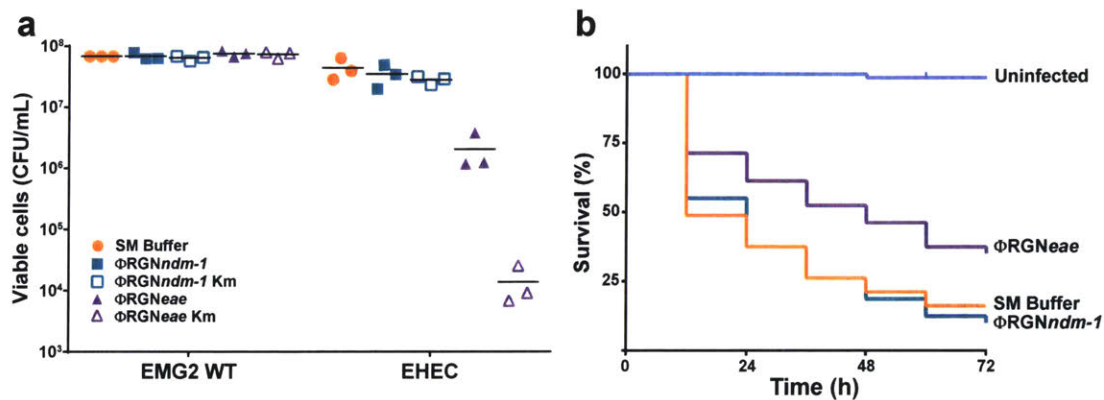 a
Viable cells (CFU/mL)
10⁸
10⁷
10⁶
10⁵
10⁴
10³
SM Buffer
ΦRGNndm-1
ΦRGNndm-1 Km
ΦRGNeae
ΦRGNeae Km
EMG2 WT
EHEC
b
Survival (%)
100
75
50
25
Uninfected
ΦRGNeae
SM Buffer
ΦRGNndm-1
0
24
48
72
Time (h)